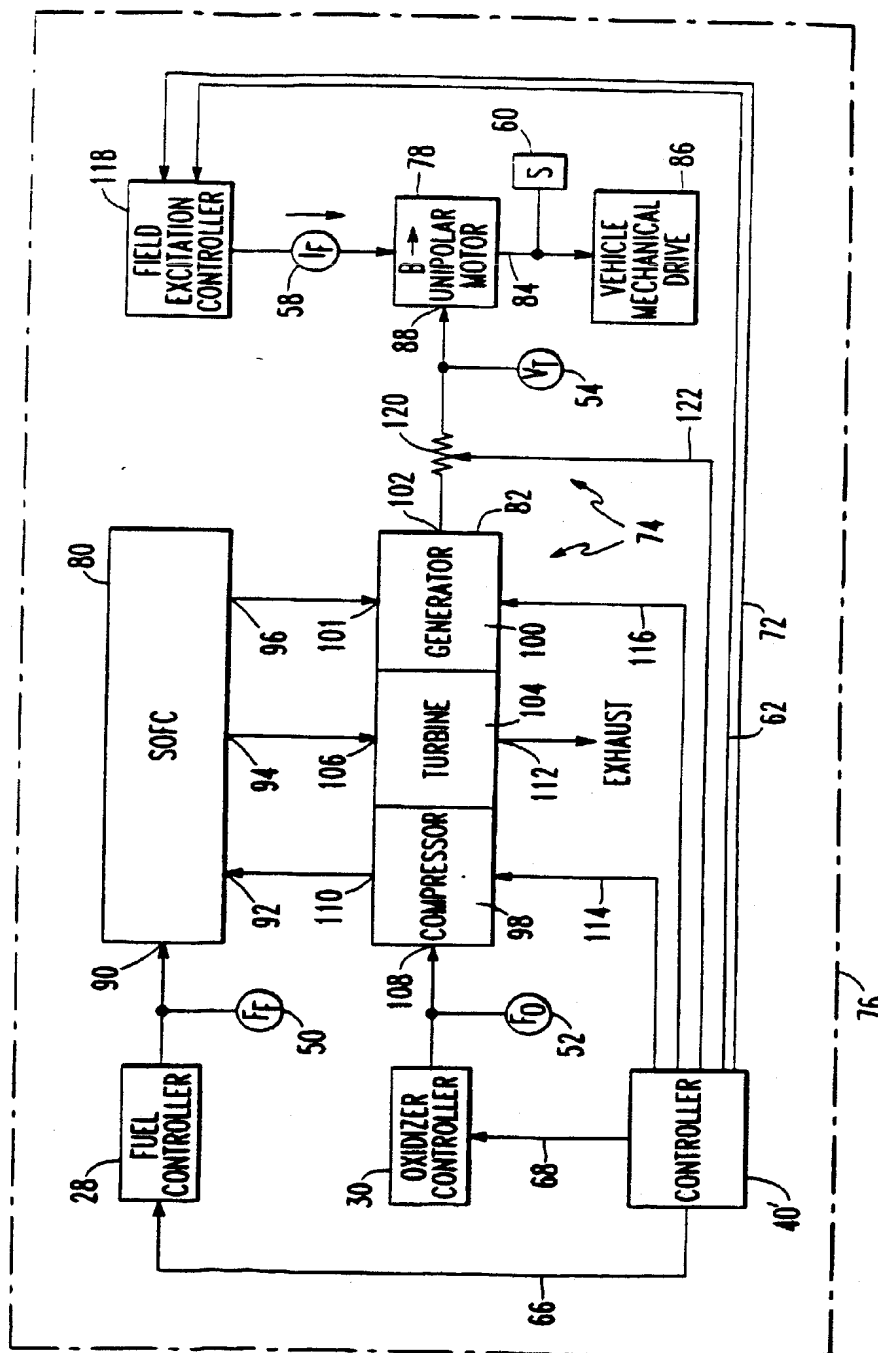 118
FIELD
EXCITATION
CONTROLLER
58
IF
78
B →
UNIPOLAR
MOTOR
88
84
60
S
VEHICLE
MECHANICAL
DRIVE
86
VT
54
120
122
102
82
74
80
SOFC
96
101
GENERATOR
100
116
94
106
TURBINE
104
112
EXHAUST
92
110
COMPRESSOR
98
114
90
108
FF
50
FO
52
28
FUEL
CONTROLLER
30
OXIDIZER
CONTROLLER
68
CONTROLLER
40'
66
62
72
76